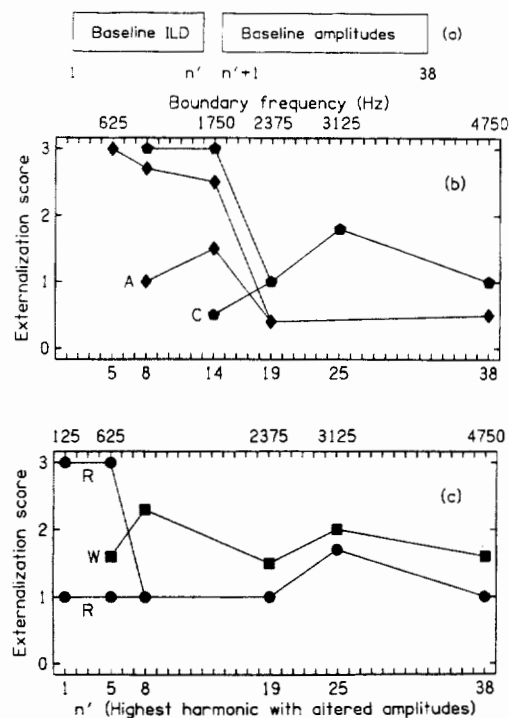 Baseline ILD Baseline amplitudes (a)
1 n' n'+1 38
Boundary frequency (Hz)
625 1750 2375 3125 4750
3
(b)
2
A
1
C
0
Externalization score
5 8 14 19 25 38
125 625 2375 3125 4750
3
R
(c)
2
W
1
R
0
Externalization score
1 5 8 19 25 38
n' (Highest harmonic with altered amplitudes)